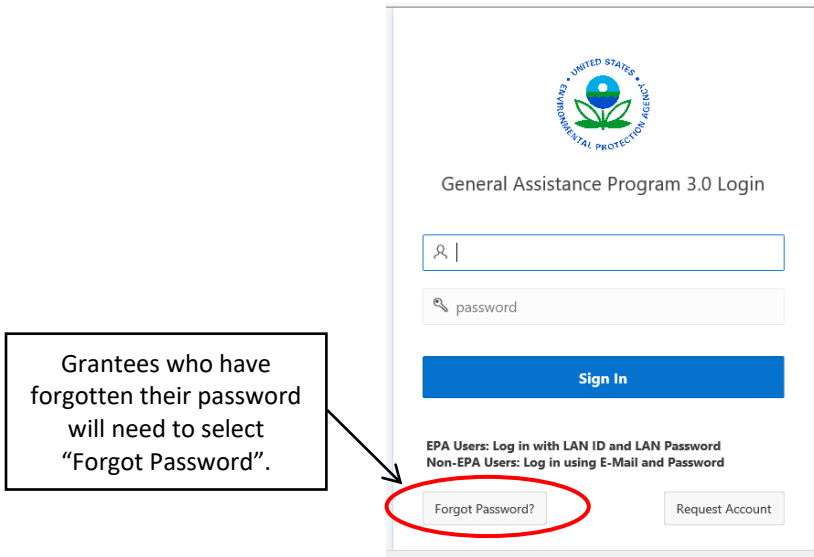 UNITED STATES
ENVIRONMENTAL PROTECTION AGENCY
General Assistance Program 3.0 Login
password
Sign In
Grantees who have
forgotten their password
will need to select
“Forgot Password”.
EPA Users: Log in with LAN ID and LAN Password
Non-EPA Users: Log in using E-Mail and Password
Forgot Password?
Request Account